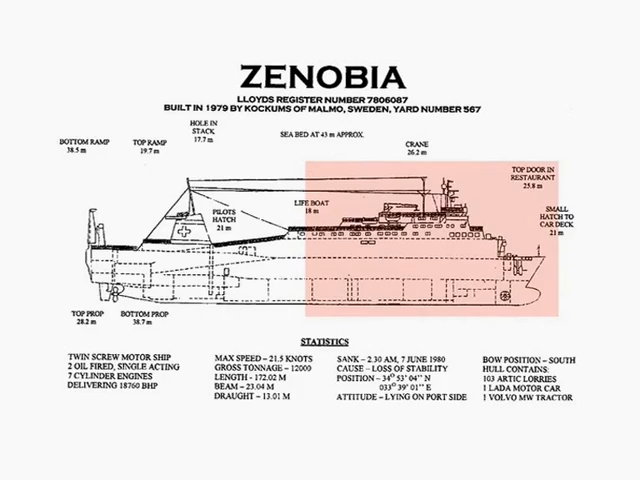 ZENOBIA
LLOYDS REGISTER NUMBER 7806087
BUILT IN 1979 BY KOCKUMS OF MALMO, SWEDEN, YARD NUMBER 567
HOLE IN
STACK
17.7 m
SEA BED AT 43 m APPROX.
BOTTOM RAMP
38.5 m
TOP RAMP
19.7 m
CRANE
26.2 m
TOP DOOR IN
RESTAURANT
25.8 m
LIFE BOAT
18 m
PILOTS
HATCH
21 m
SMALL
HATCH TO
CAR DECK
21 m
TOP PROP
28.2 m
BOTTOM PROP
38.7 m
STATISTICS
TWIN SCREW MOTOR SHIP
2 OIL FIRED, SINGLE ACTING
7 CYLINDER ENGINES
DELIVERING 18760 BHP
MAX SPEED – 21.5 KNOTS
GROSS TONNAGE – 12000
LENGTH – 172.02 M
BEAM – 23.04 M
DRAUGHT – 13.01 M
SANK – 2.30 AM, 7 JUNE 1980
CAUSE – LOSS OF STABILITY
POSITION – 34° 53' 04'' N
033° 39' 01'' E
ATTITUDE – LYING ON PORT SIDE
BOW POSITION – SOUTH
HULL CONTAINS:
103 ARTIC LORRIES
1 LADA MOTOR CAR
1 VOLVO MW TRACTOR